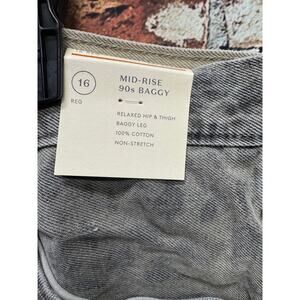 16
REG
MID-RISE
90s BAGGY
RELAXED HIP & THIGH
BAGGY LEG
100% COTTON
NON-STRETCH